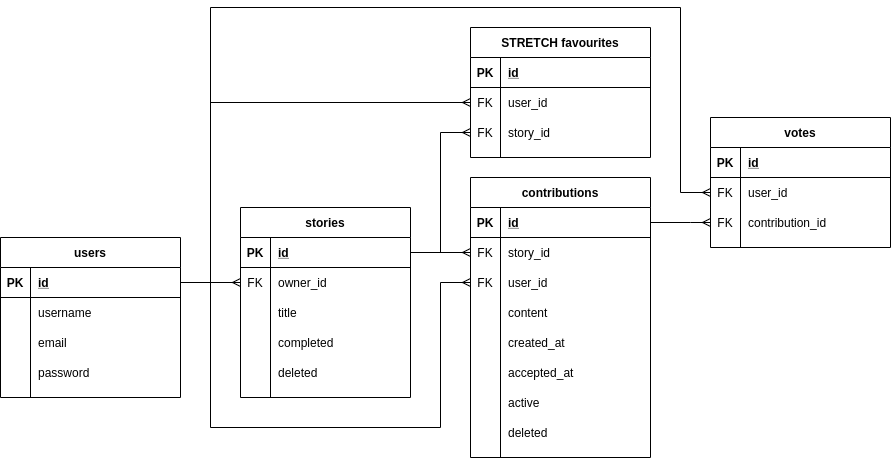 users
PK id
username
email
password
stories
PK id
FK owner_id
title
completed
deleted
STRETCH favourites
PK id
FK user_id
FK story_id
contributions
PK id
FK story_id
FK user_id
content
created_at
accepted_at
active
deleted
votes
PK id
FK user_id
FK contribution_id